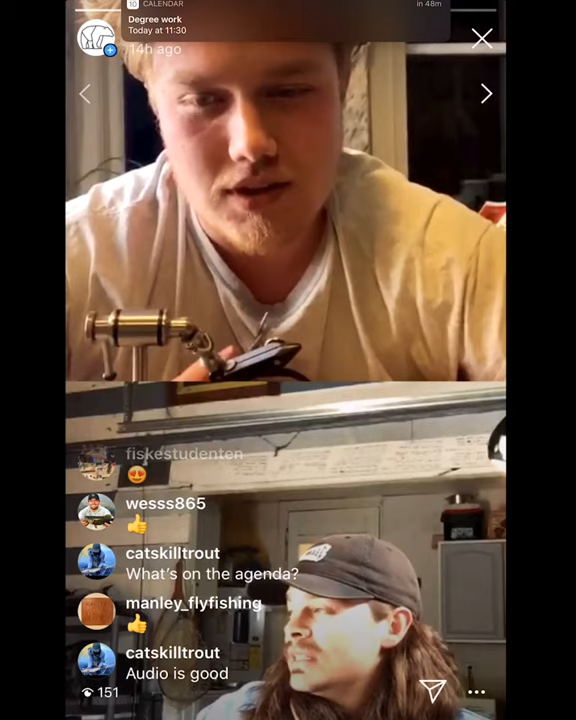 10 CALENDAR in 48m
Degree work
Today at 11:30
14h ago
fiskestudenten
😍
wesss865
👍
catskilltrout
What's on the agenda?
manley_flyfishing
👍
catskilltrout
Audio is good
151